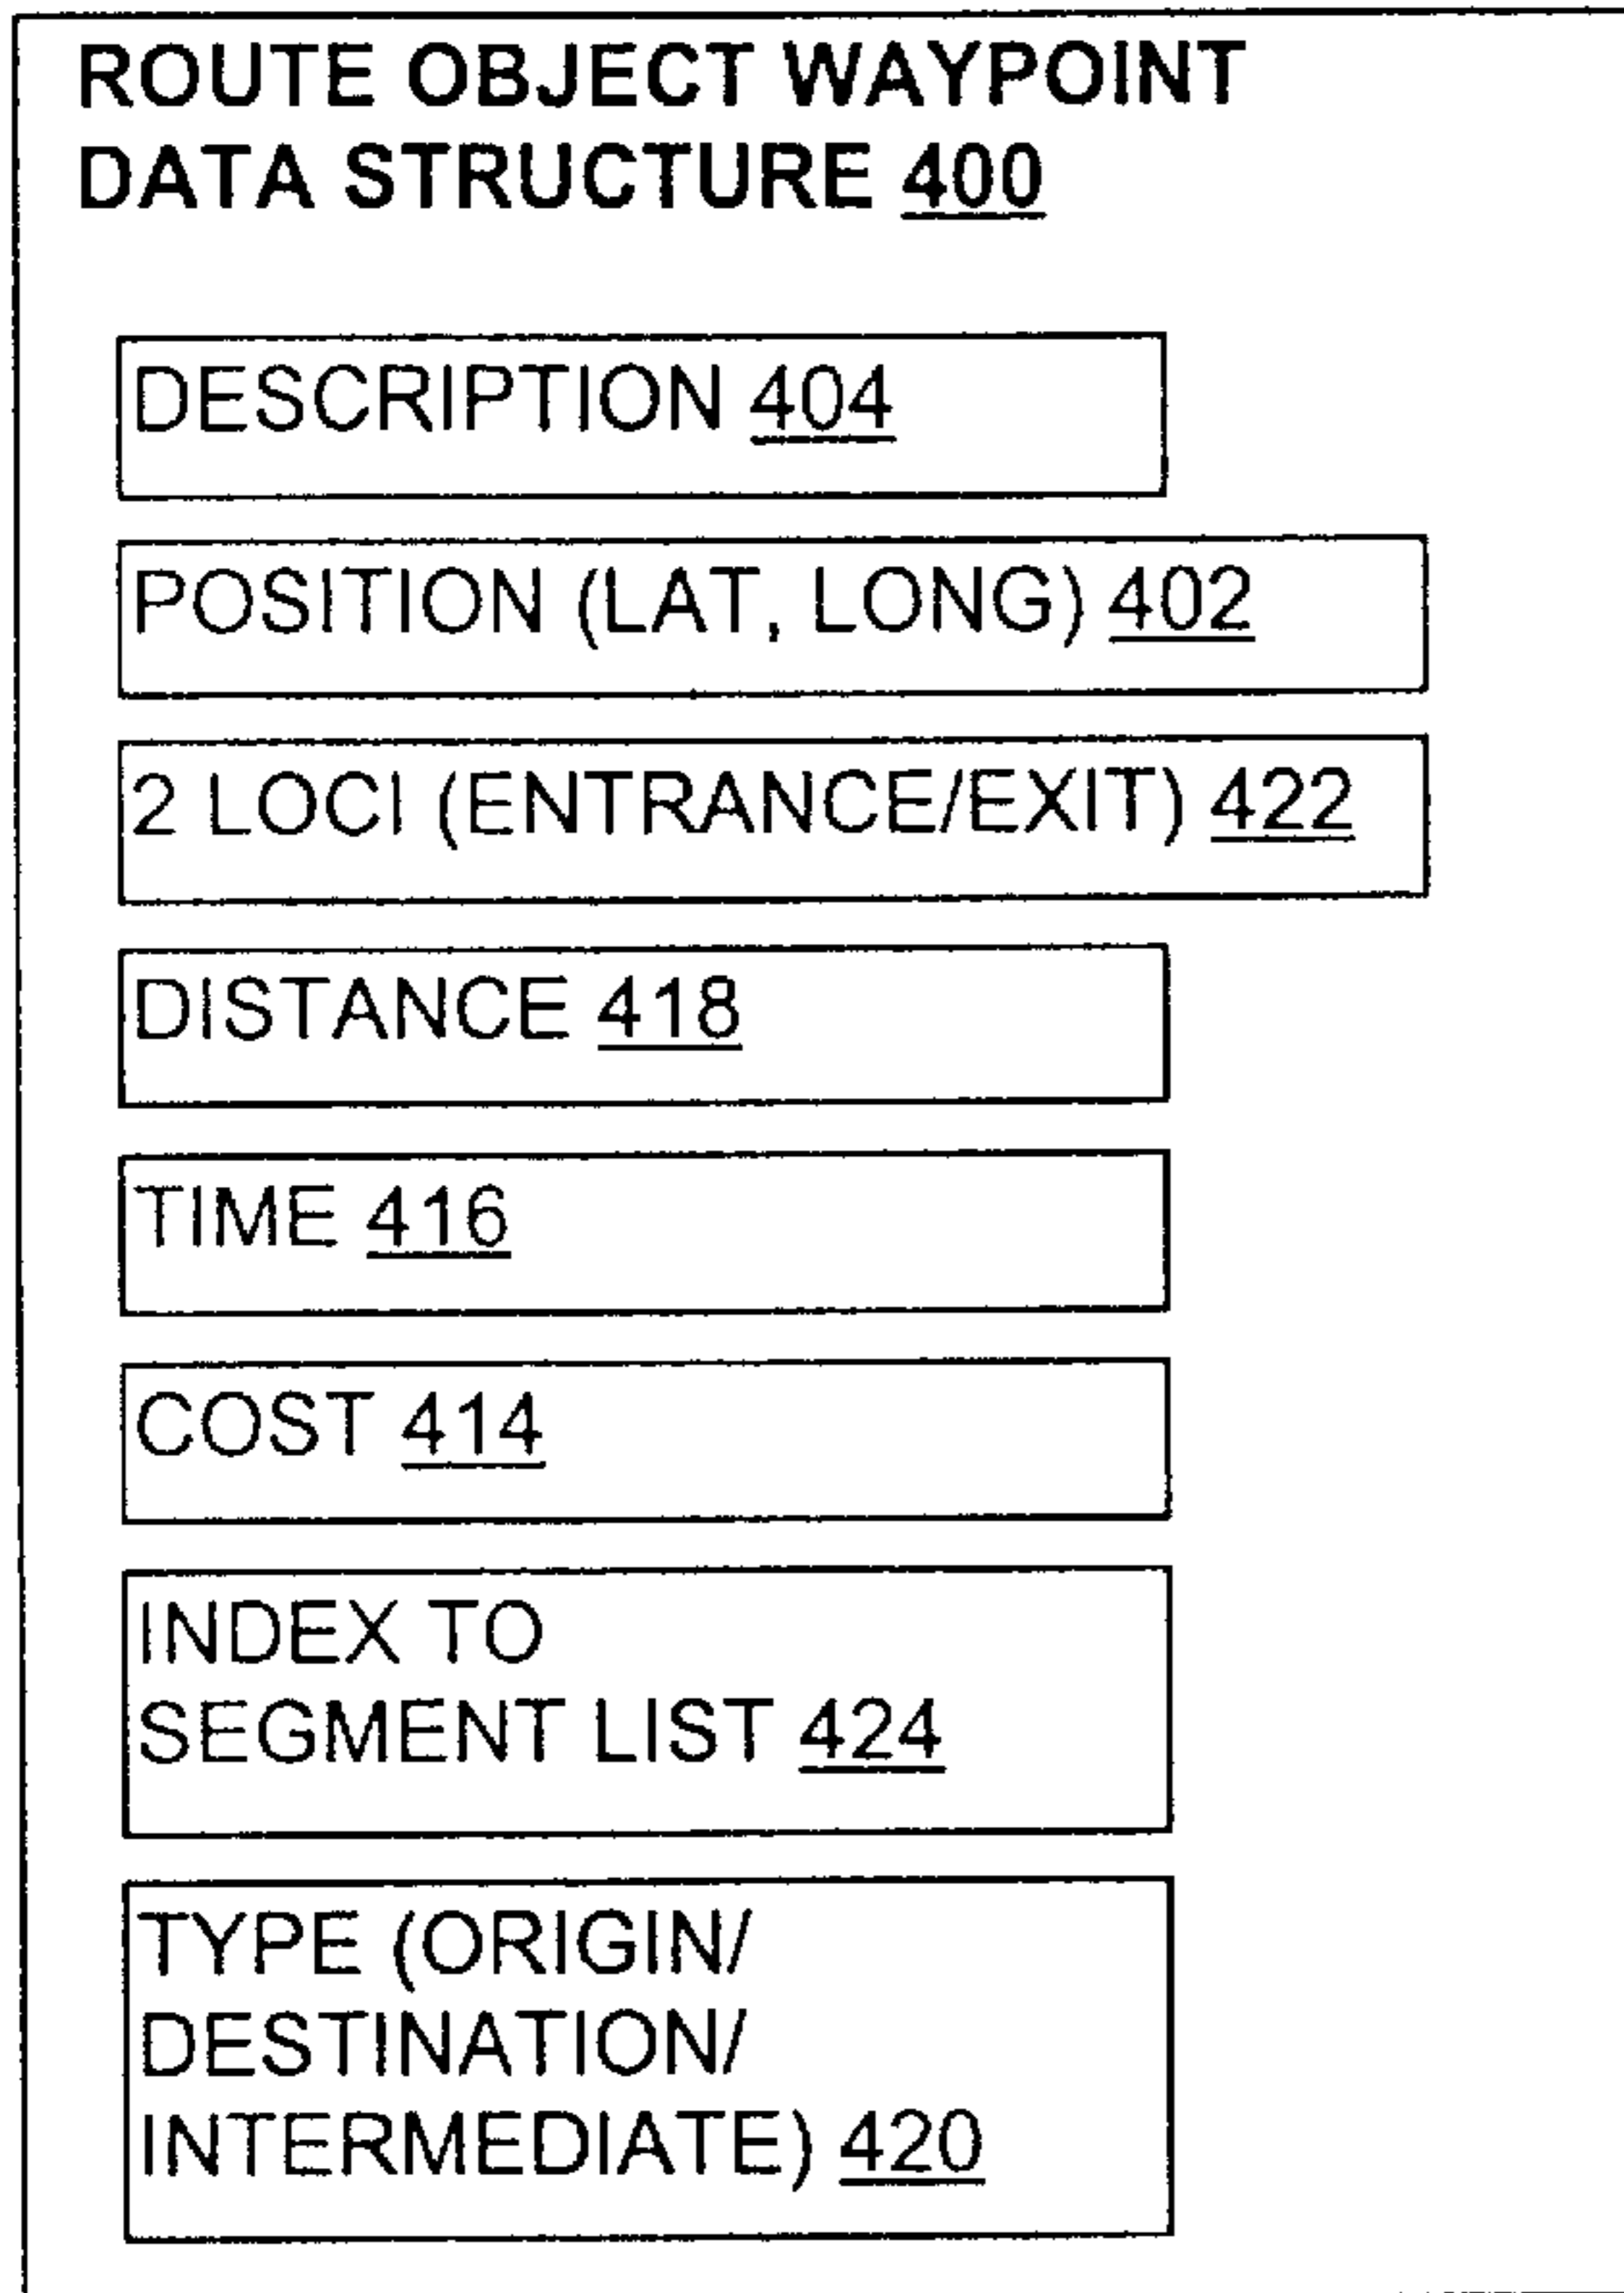 ROUTE OBJECT WAYPOINT
DATA STRUCTURE 400
DESCRIPTION 404
POSITION (LAT, LONG) 402
2 LOCI (ENTRANCE/EXIT) 422
DISTANCE 418
TIME 416
COST 414
INDEX TO
SEGMENT LIST 424
TYPE (ORIGIN/
DESTINATION/
INTERMEDIATE) 420